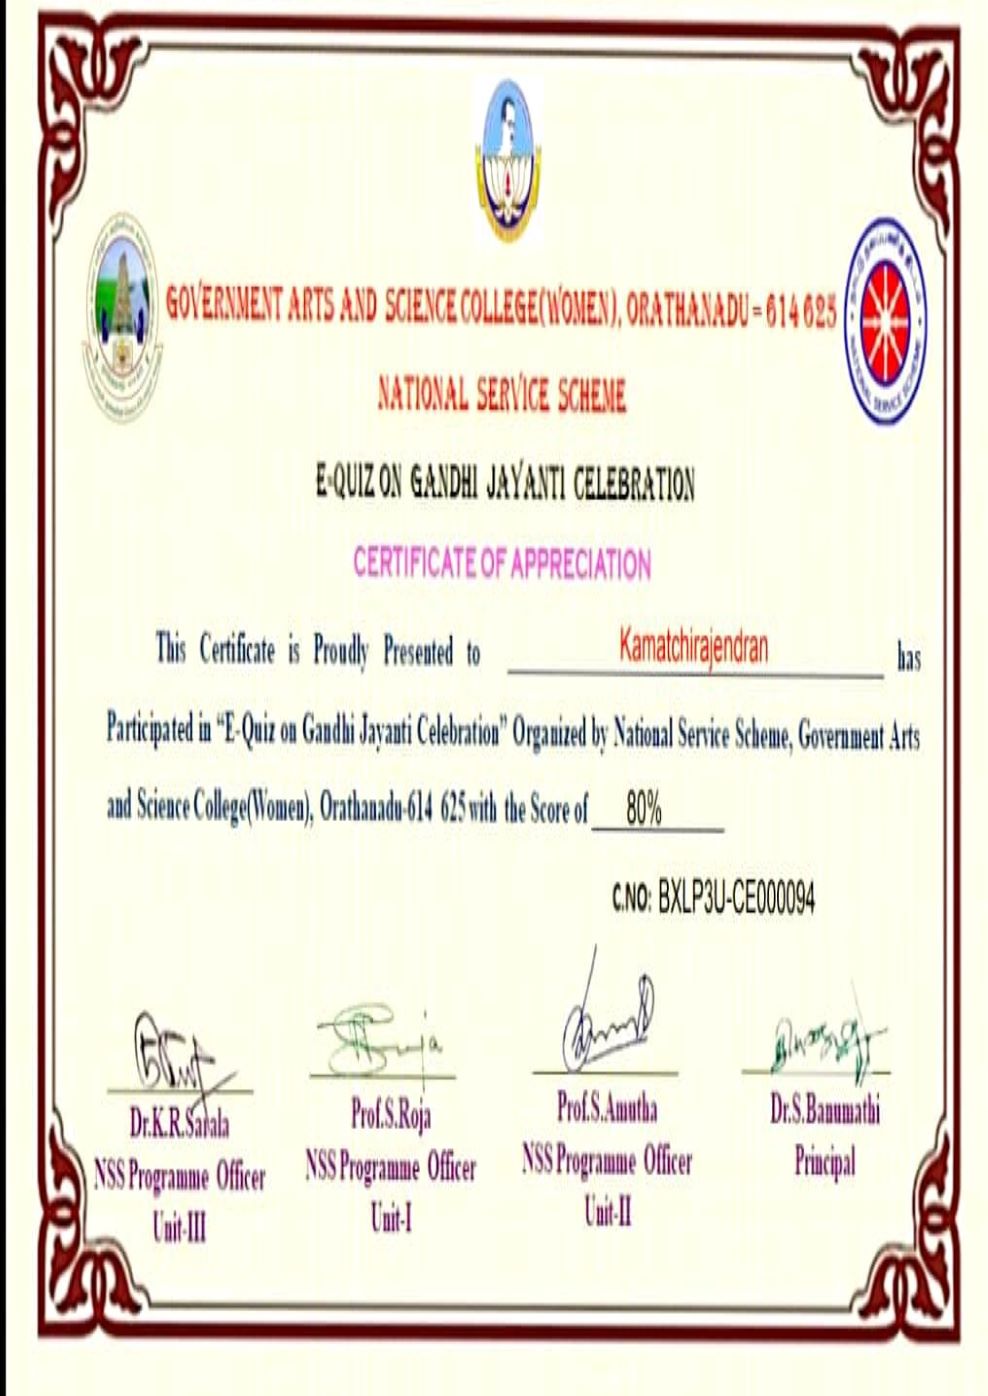 GOVERNMENT ARTS AND SCIENCE COLLEGE(WOMEN), ORATHANADU = 614 625
NATIONAL SERVICE SCHEME
NATIONAL SERVICE SCHEME
E-QUIZ ON GANDHI JAYANTI CELEBRATION
CERTIFICATE OF APPRECIATION
This Certificate is Proudly Presented to Kamatchirajendran has
Participated in “E-Quiz on Gandhi Jayanti Celebration” Organized by National Service Scheme, Government Arts
and Science College(Women), Orathanadu-614 625 with the Score of 80%
C.NO: BXLP3U-CE000094
Dr.K.R.Sarala
NSS Programme Officer
Unit-III
Prof.S.Roja
NSS Programme Officer
Unit-I
Prof.S.Amutha
NSS Programme Officer
Unit-II
Dr.S.Banumathi
Principal